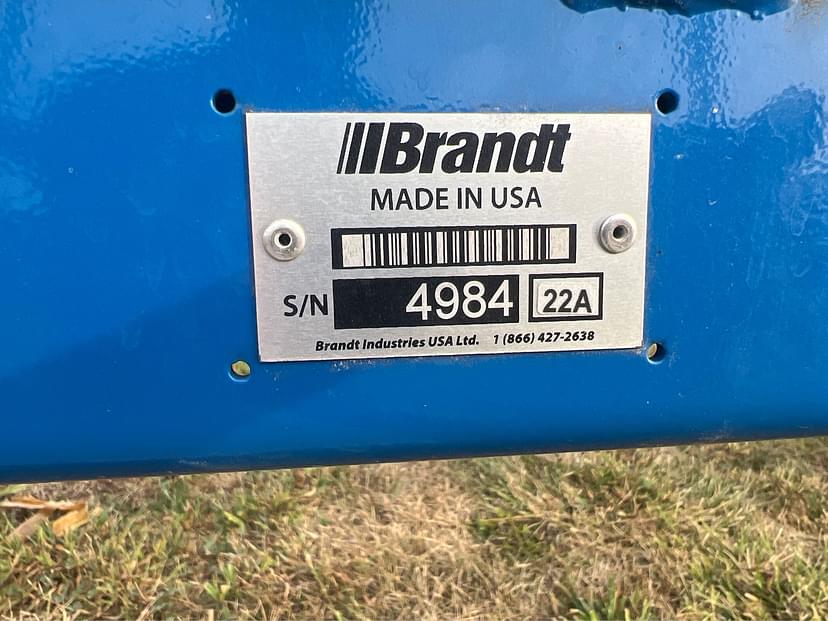 Brandt
MADE IN USA
S/N 4984 22A
Brandt Industries USA Ltd. 1 (866) 427-2638